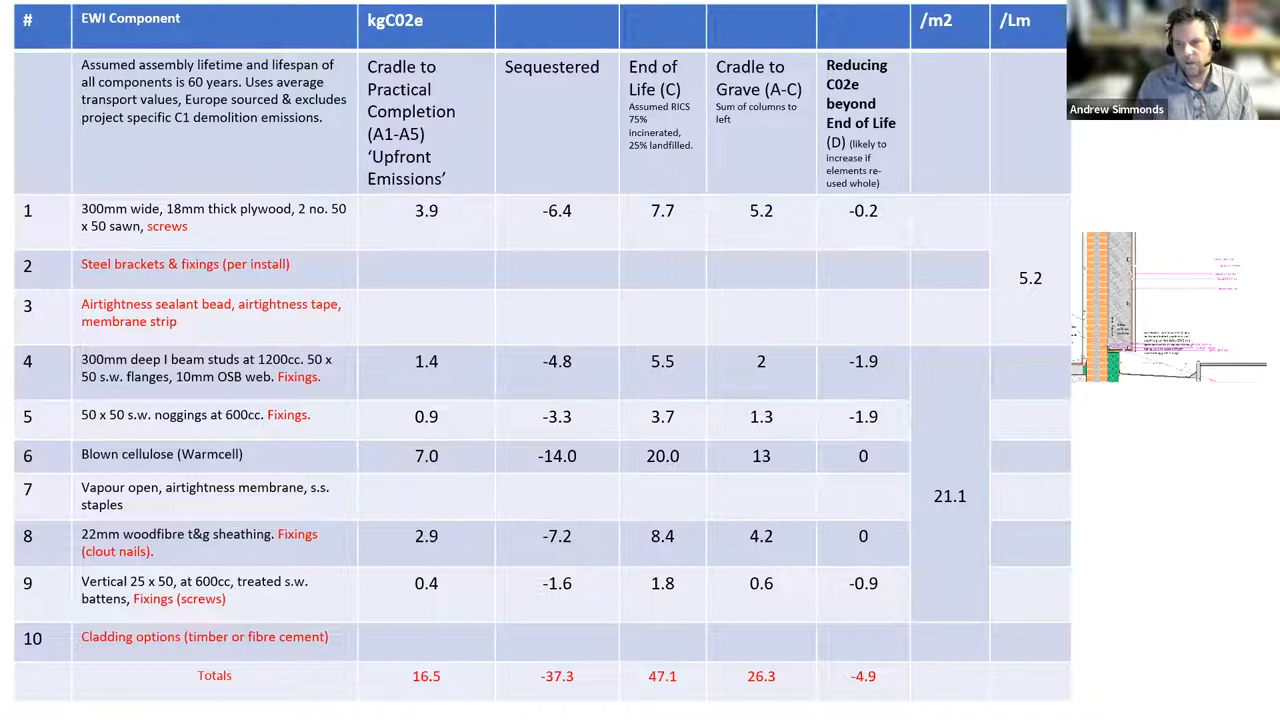 # EWI Component kgC02e /m2 /Lm
Assumed assembly lifetime and lifespan of
all components is 60 years. Uses average
transport values, Europe sourced & excludes
project specific C1 demolition emissions.
Cradle to
Practical
Completion
(A1-A5)
‘Upfront
Emissions’
Sequestered
End of
Life (C)
Assumed RICS
75%
incinerated,
25% landfilled.
Cradle to
Grave (A-C)
Sum of columns to
left
Reducing
C02e
beyond
End of Life
(D) (likely to
increase if
elements re-
used whole)
1 300mm wide, 18mm thick plywood, 2 no. 50
x 50 sawn, screws
3.9 -6.4 7.7 5.2 -0.2
2 Steel brackets & fixings (per install)
5.2
3 Airtightness sealant bead, airtightness tape,
membrane strip
4 300mm deep I beam studs at 1200cc. 50 x
50 s.w. flanges, 10mm OSB web. Fixings.
1.4 -4.8 5.5 2 -1.9
5 50 x 50 s.w. noggings at 600cc. Fixings.
0.9 -3.3 3.7 1.3 -1.9
6 Blown cellulose (Warmcell)
7.0 -14.0 20.0 13 0
7 Vapour open, airtightness membrane, s.s.
staples
21.1
8 22mm woodfibre t&g sheathing. Fixings
(clout nails).
2.9 -7.2 8.4 4.2 0
9 Vertical 25 x 50, at 600cc, treated s.w.
battens, Fixings (screws)
0.4 -1.6 1.8 0.6 -0.9
10 Cladding options (timber or fibre cement)
Totals 16.5 -37.3 47.1 26.3 -4.9
Andrew Simmonds